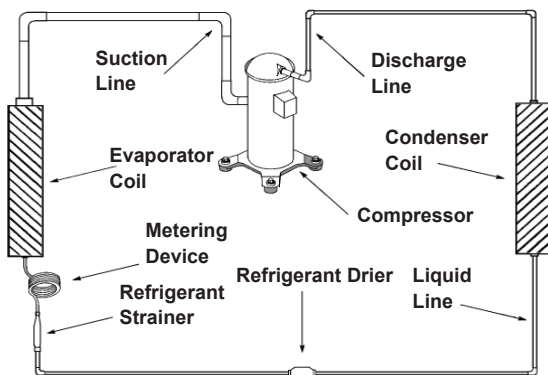 Suction
Line
Discharge
Line
Evaporator
Coil
Condenser
Coil
Compressor
Metering
Device
Refrigerant
Strainer
Refrigerant Drier
Liquid
Line